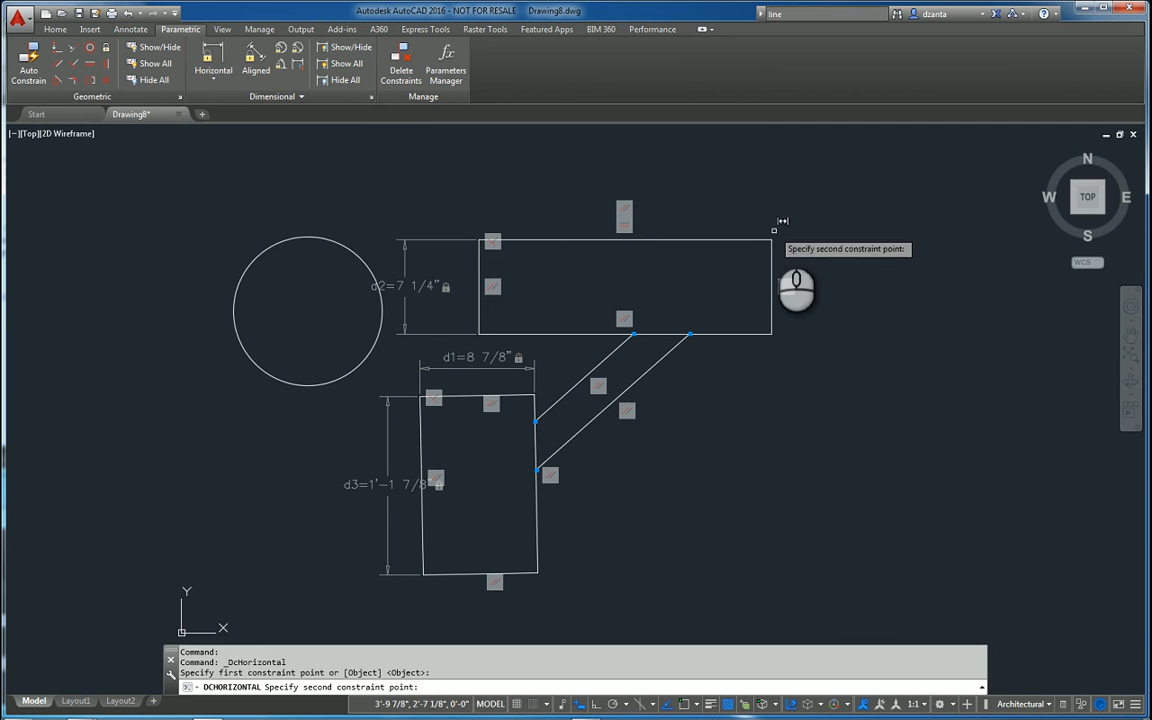 Autodesk AutoCAD 2016 - NOT FOR RESALE Drawing8.dwg
line
dzanta
Home Insert Annotate Parametric View Manage Output Add-ins A360 Express Tools Featured Apps BIM 360 Performance
Auto
Constrain
Show/Hide
Show All
Hide All
Geometric
Horizontal
Aligned
Show/Hide
Show All
Hide All
Dimensional
Delete
Constraints
Parameters
Manager
Manage
Start
Drawing8*
[−][Top][2D Wireframe]
N
W TOP E
S
WCS
Specify second constraint point:
d2=7 1/4"
d1=8 7/8"
d3=1'-1 7/8"
Y
X
Command:
Command: _DcHorizontal
Specify first constraint point or [Object] <Object>:
DCHORIZONTAL Specify second constraint point:
Model Layout1 Layout2 +
3'-9 7/8", 2'-7 1/8", 0'-0" MODEL
1:1
Architectural